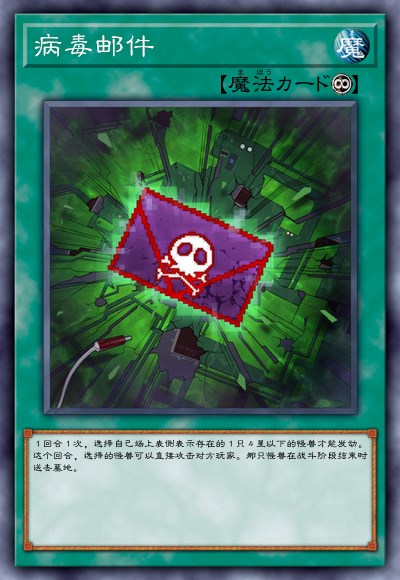 病毒邮件
魔
【魔法カード】
まほう
１回合１次，选择自己场上表侧表示存在的１只４星以下的怪兽才能发动。
这个回合，选择的怪兽可以直接攻击对方玩家。那只怪兽在战斗阶段结束时
送去墓地。